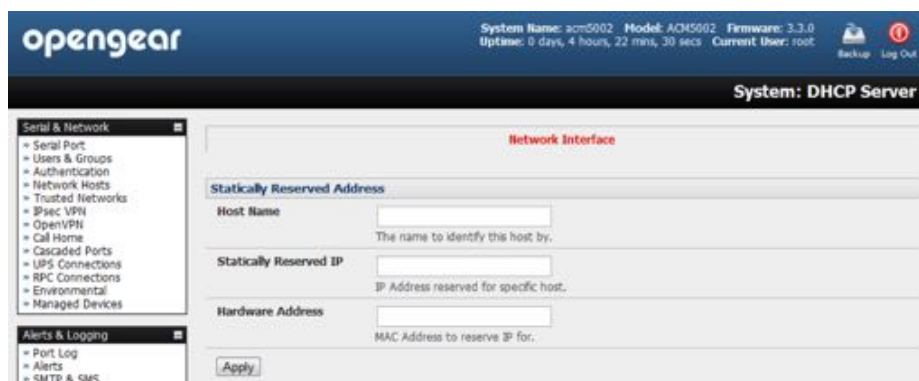 opengear
System Name: acm5002 Model: ACM5002 Firmware: 3.3.0
Uptime: 0 days, 4 hours, 22 mins, 30 secs Current User: root
Backup
Log Out
System: DHCP Server
Serial & Network
Serial Port
Users & Groups
Authentication
Network Hosts
Trusted Networks
IPsec VPN
OpenVPN
Call Home
Cascaded Ports
UPS Connections
RPC Connections
Environmental
Managed Devices
Alerts & Logging
Port Log
Alerts
SMTP & SMS
Network Interface
Statically Reserved Address
Host Name
The name to identify this host by.
Statically Reserved IP
IP Address reserved for specific host.
Hardware Address
MAC Address to reserve IP for.
Apply